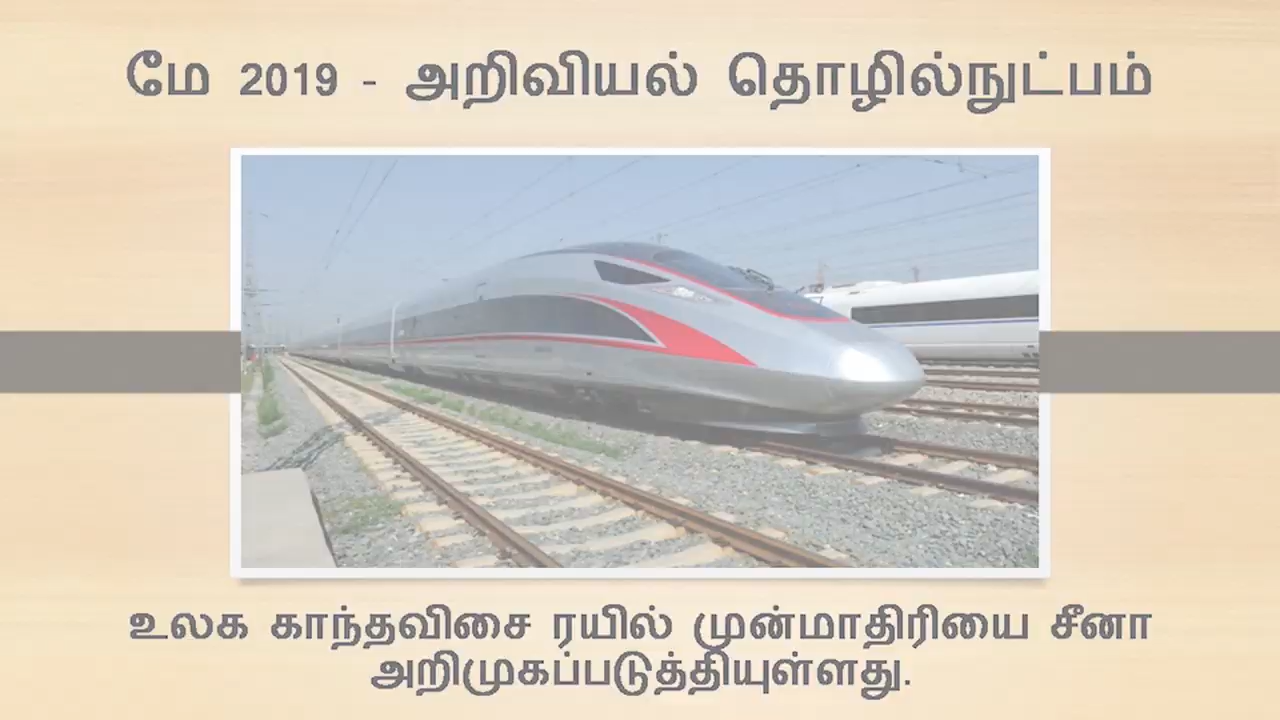 மே 2019 - அறிவியல் தொழில்நுட்பம்
உலக காந்தவிசை ரயில் முன்மாதிரியை சீனா
அறிமுகப்படுத்தியுள்ளது.